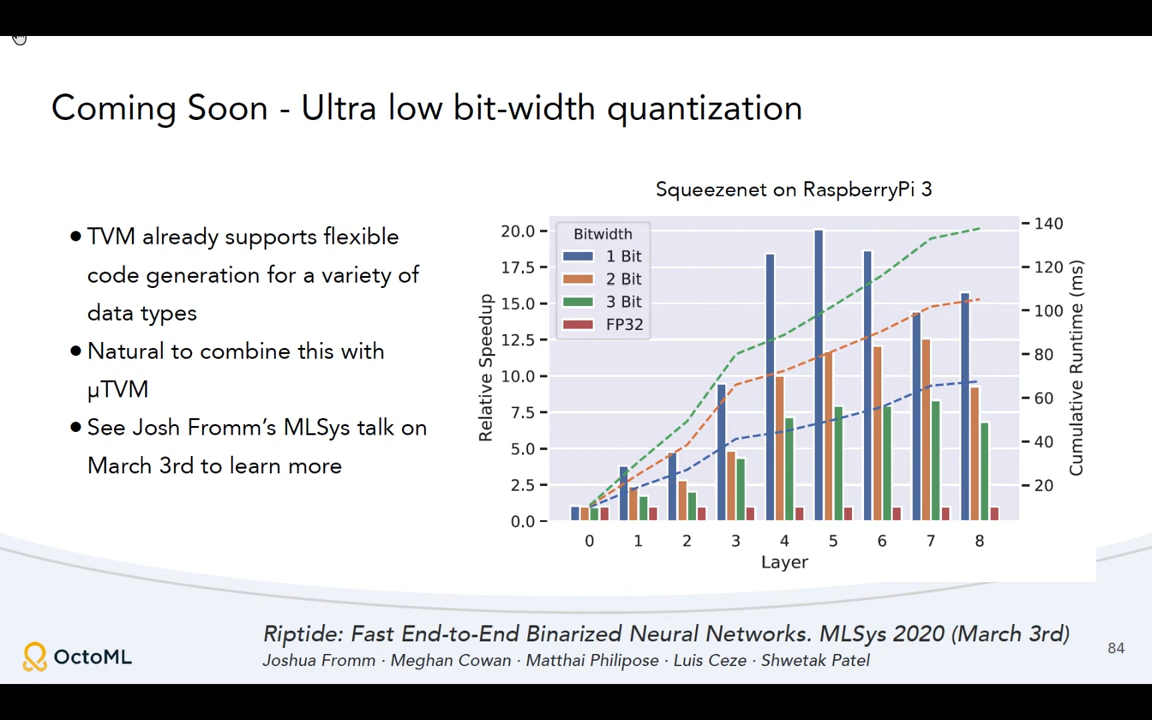 Coming Soon - Ultra low bit-width quantization
● TVM already supports flexible
code generation for a variety of
data types
● Natural to combine this with
µTVM
● See Josh Fromm's MLSys talk on
March 3rd to learn more
Squeezenet on RaspberryPi 3
Relative Speedup
20.0
17.5
15.0
12.5
10.0
7.5
5.0
2.5
0.0
Bitwidth
1 Bit
2 Bit
3 Bit
FP32
140
120
100
80
60
40
20
Cumulative Runtime (ms)
0 1 2 3 4 5 6 7 8
Layer
Riptide: Fast End-to-End Binarized Neural Networks. MLSys 2020 (March 3rd)
Joshua Fromm · Meghan Cowan · Matthai Philipose · Luis Ceze · Shwetak Patel
OctoML
84